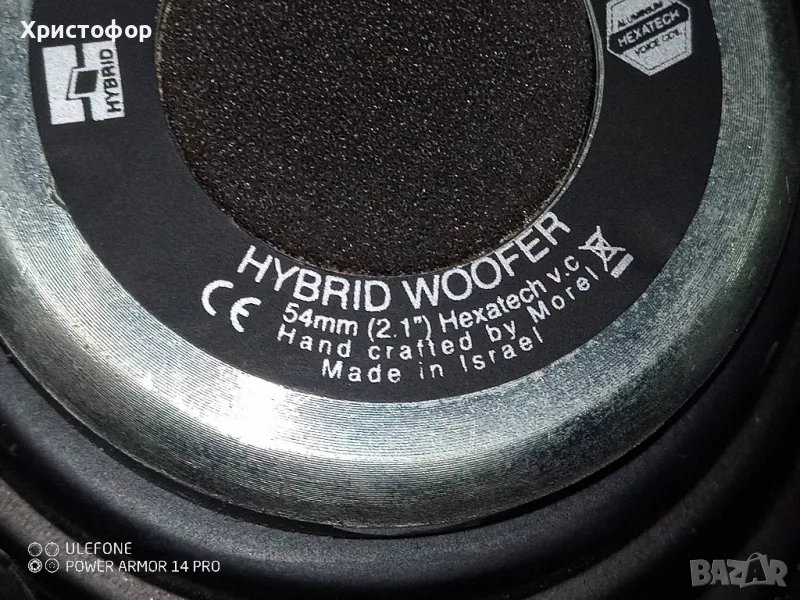 Христофор
HYBRID
ALUMINIUM
HEXATECH
VOICE COIL
HYBRID WOOFER
54mm (2.1") Hexatech v.c
Hand crafted by Morel
Made in Israel
CE
ULEFONE
POWER ARMOR 14 PRO
BAZAR